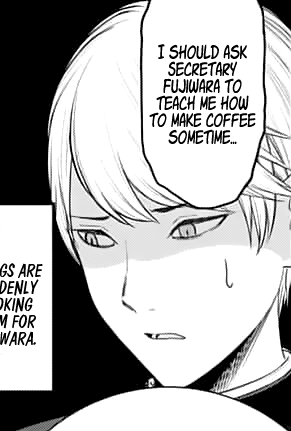 I SHOULD ASK
SECRETARY
FUJIWARA TO
TEACH ME HOW
TO MAKE COFFEE
SOMETIME...
GS ARE
DENLY
OKING
M FOR
WARA.